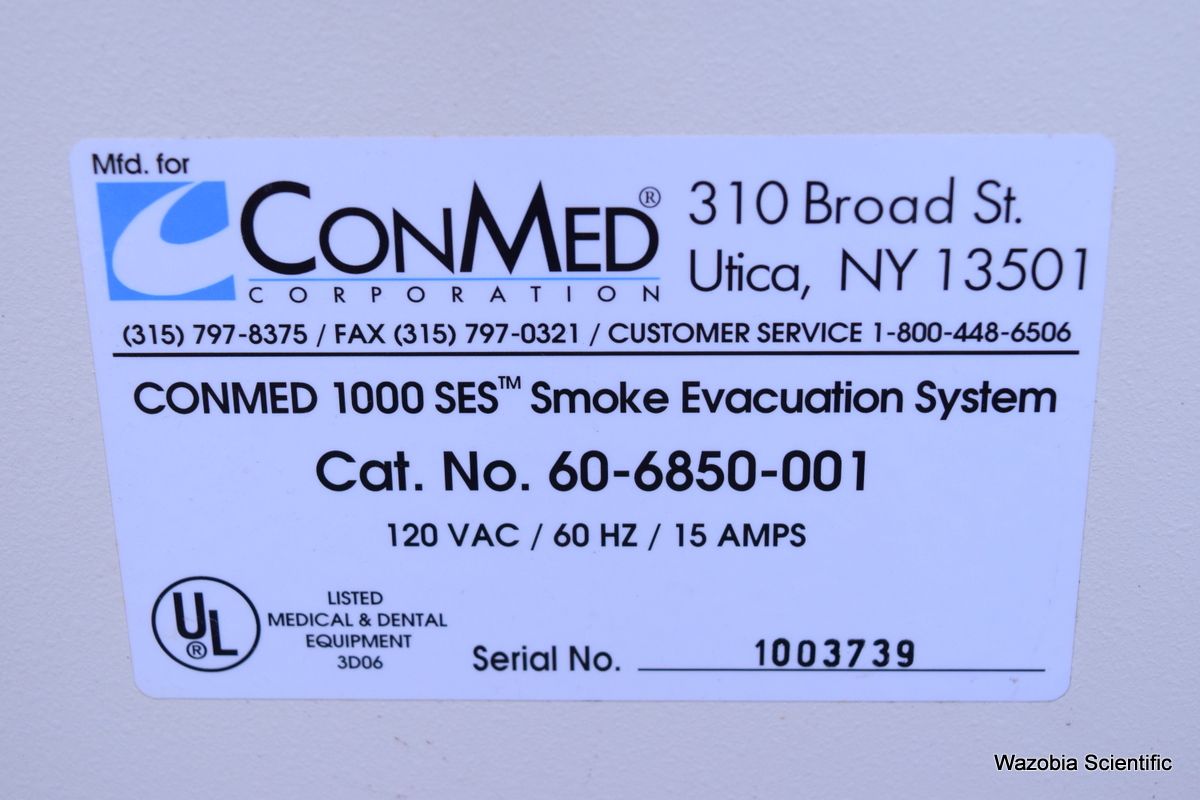 Mfd. for
CONMED® 310 Broad St.
CORPORATION Utica, NY 13501
(315) 797-8375 / FAX (315) 797-0321 / CUSTOMER SERVICE 1-800-448-6506
CONMED 1000 SES™ Smoke Evacuation System
Cat. No. 60-6850-001
120 VAC / 60 HZ / 15 AMPS
UL®
LISTED
MEDICAL & DENTAL
EQUIPMENT
3D06
Serial No. 1003739
Wazobia Scientific